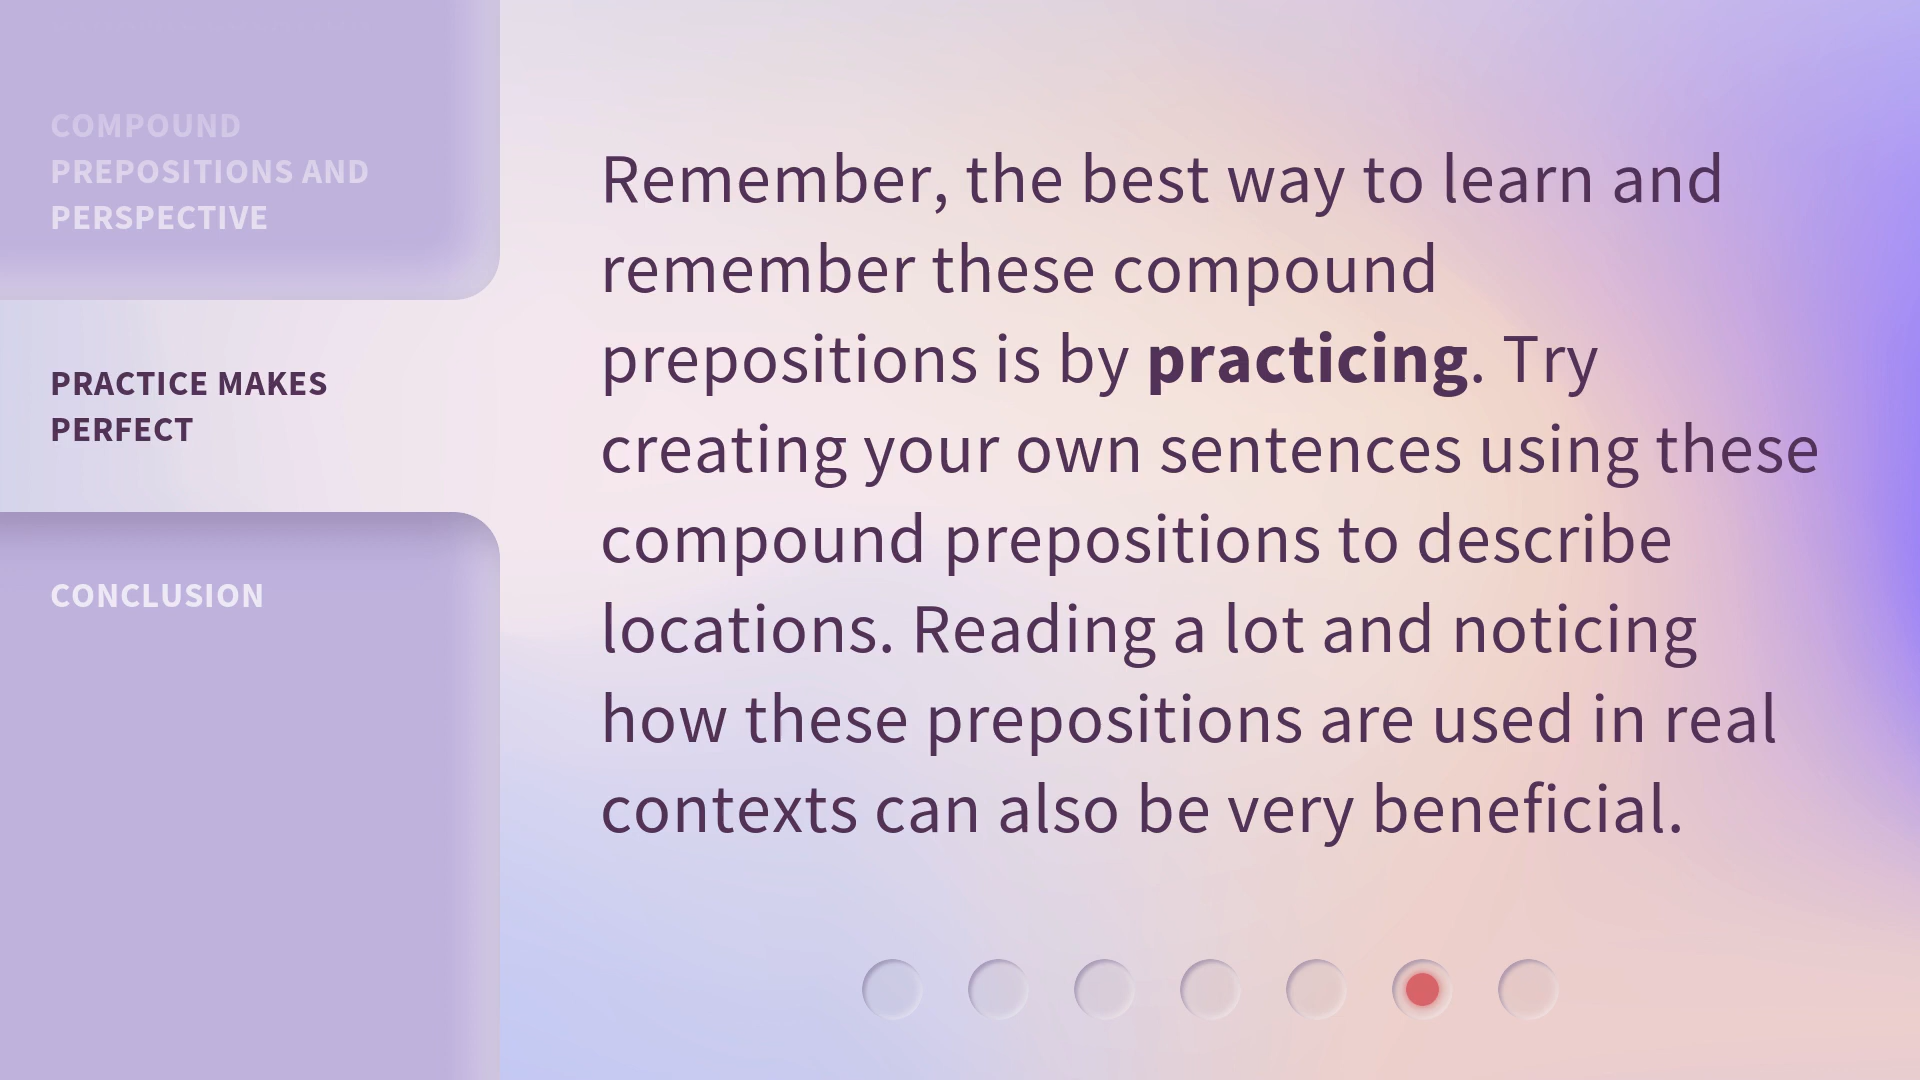 COMPOUND
PREPOSITIONS AND
PERSPECTIVE
PRACTICE MAKES
PERFECT
CONCLUSION
Remember, the best way to learn and
remember these compound
prepositions is by practicing. Try
creating your own sentences using these
compound prepositions to describe
locations. Reading a lot and noticing
how these prepositions are used in real
contexts can also be very beneficial.